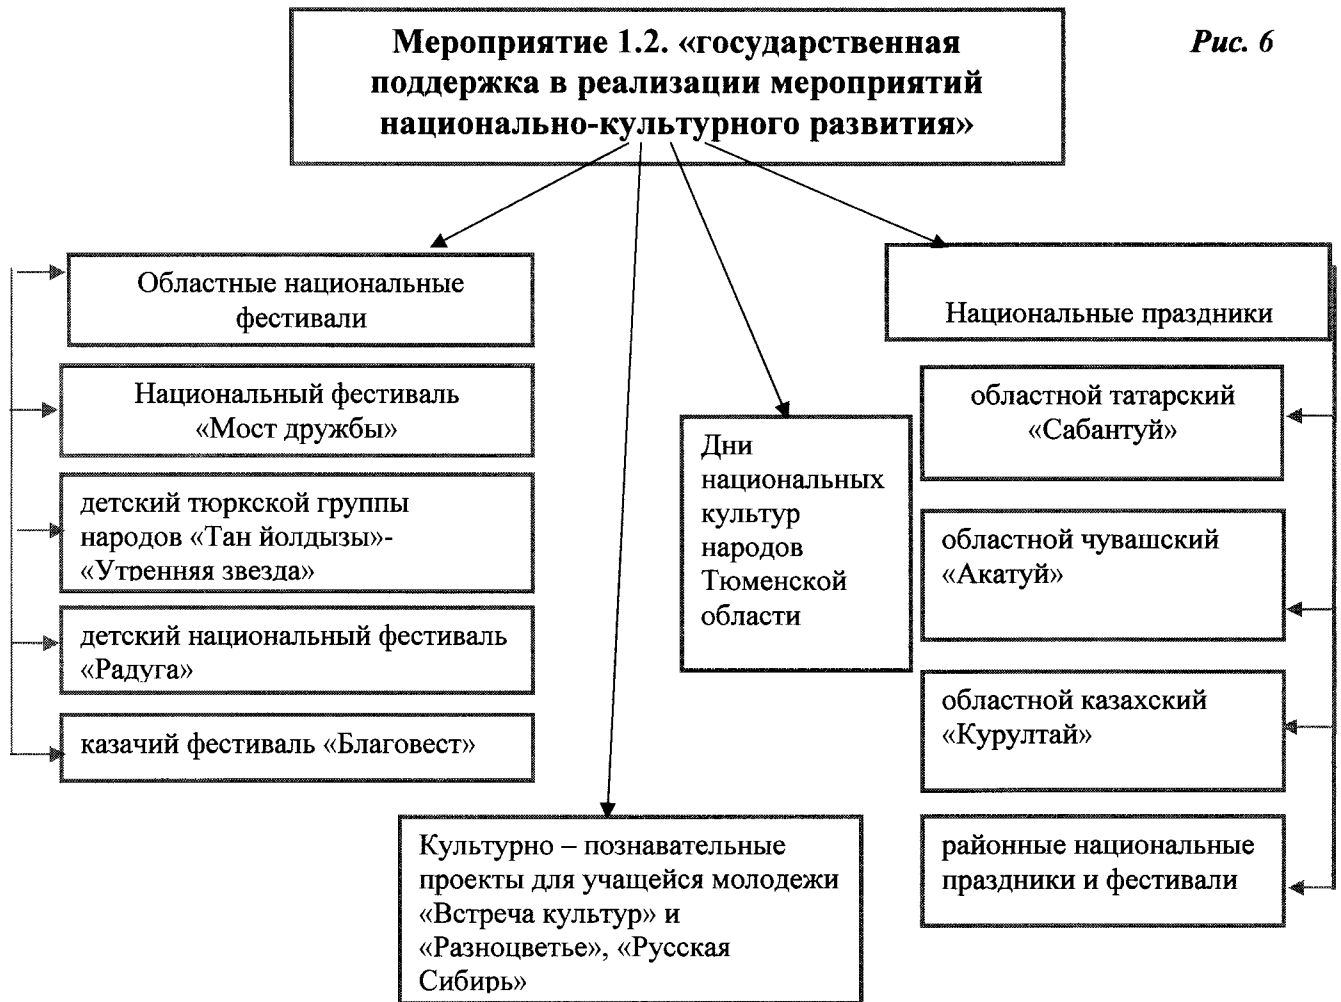 Мероприятие 1.2. «государственная
поддержка в реализации мероприятий
национально-культурного развития»
Рис. 6
Областные национальные
фестивали
Национальный фестиваль
«Мост дружбы»
детский тюркской группы
народов «Тан йолдызы»-
«Утренняя звезда»
детский национальный фестиваль
«Радуга»
казачий фестиваль «Благовест»
Культурно – познавательные
проекты для учащейся молодежи
«Встреча культур» и
«Разноцветье», «Русская
Сибирь»
Дни
национальных
культур
народов
Тюменской
области
Национальные праздники
областной татарский
«Сабантуй»
областной чувашский
«Акатуй»
областной казахский
«Курултай»
районные национальные
праздники и фестивали